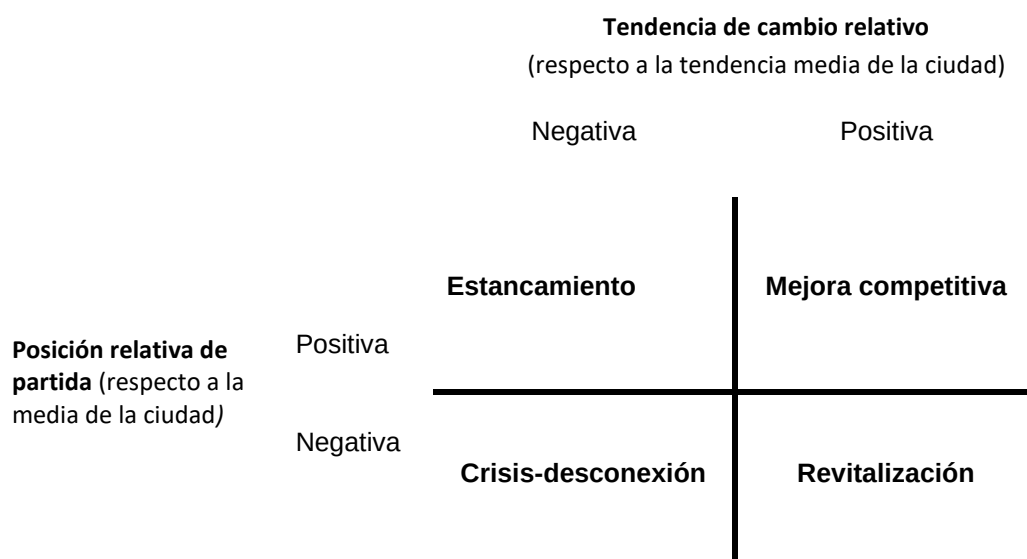 Tendencia de cambio relativo
(respecto a la tendencia media de la ciudad)
Negativa
Positiva
Estancamiento
Mejora competitiva
Posición relativa de
partida (respecto a la
media de la ciudad)
Positiva
Negativa
Crisis-desconexión
Revitalización